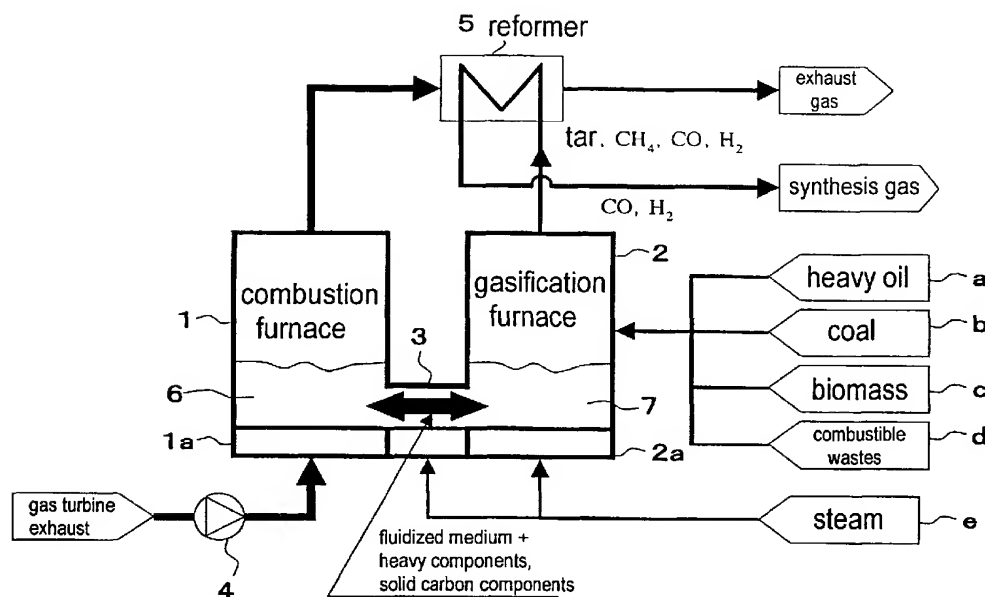 5 reformer
exhaust
gas
tar, CH₄, CO, H₂
synthesis gas
CO, H₂
2
combustion
furnace
gasification
furnace
1
3
heavy oil
a
coal
b
6
7
biomass
c
1a
2a
combustible
wastes
d
gas turbine
exhaust
4
fluidized medium +
heavy components,
solid carbon components
steam
e